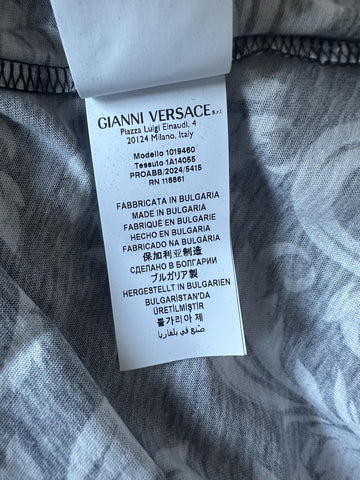 GIANNI VERSACE s.r.l.
Piazza Luigi Einaudi, 4
20124 Milano, Italy
Modello 1019460
Tessuto 1A14055
PROABB/2024/5415
RN 118861
FABBRICATA IN BULGARIA
MADE IN BULGARIA
FABRIQUÉ EN BULGARIE
HECHO EN BULGARIA
FABRICADO NA BULGÁRIA
保加利亚制造
СДЕЛАНО В БОЛГАРИИ
ブルガリア製
HERGESTELLT IN BULGARIEN
BULGARİSTAN'DA
ÜRETİLMİŞTİR
불가리아 제
صنع في بلغاريا